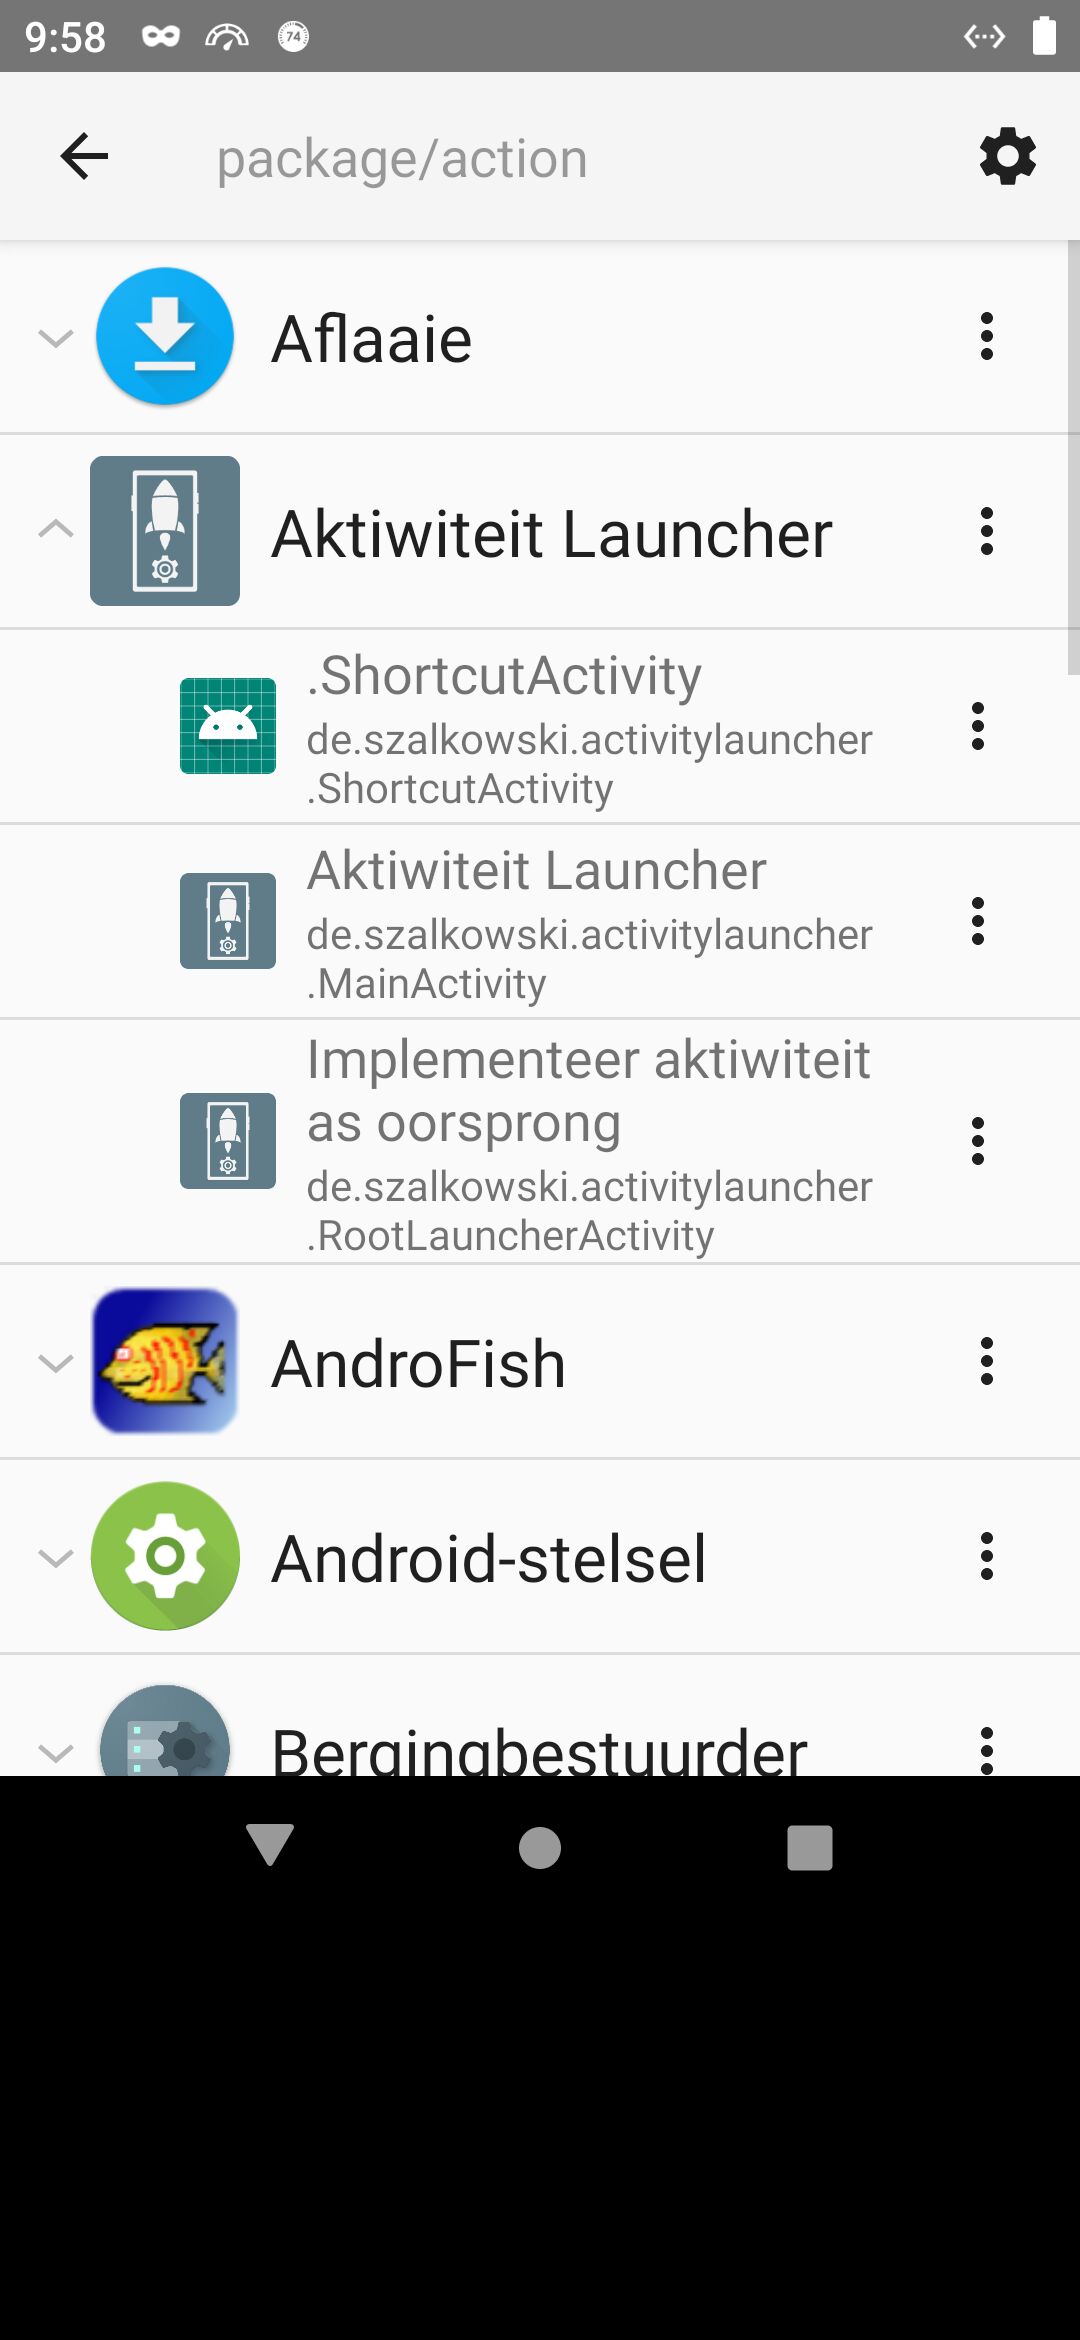 9:58
74
package/action
Aflaaie
Aktiwiteit Launcher
.ShortcutActivity
de.szalkowski.activitylauncher
.ShortcutActivity
Aktiwiteit Launcher
de.szalkowski.activitylauncher
.MainActivity
Implementeer aktiwiteit
as oorsprong
de.szalkowski.activitylauncher
.RootLauncherActivity
AndroFish
Android-stelsel
Bergingbestuurder